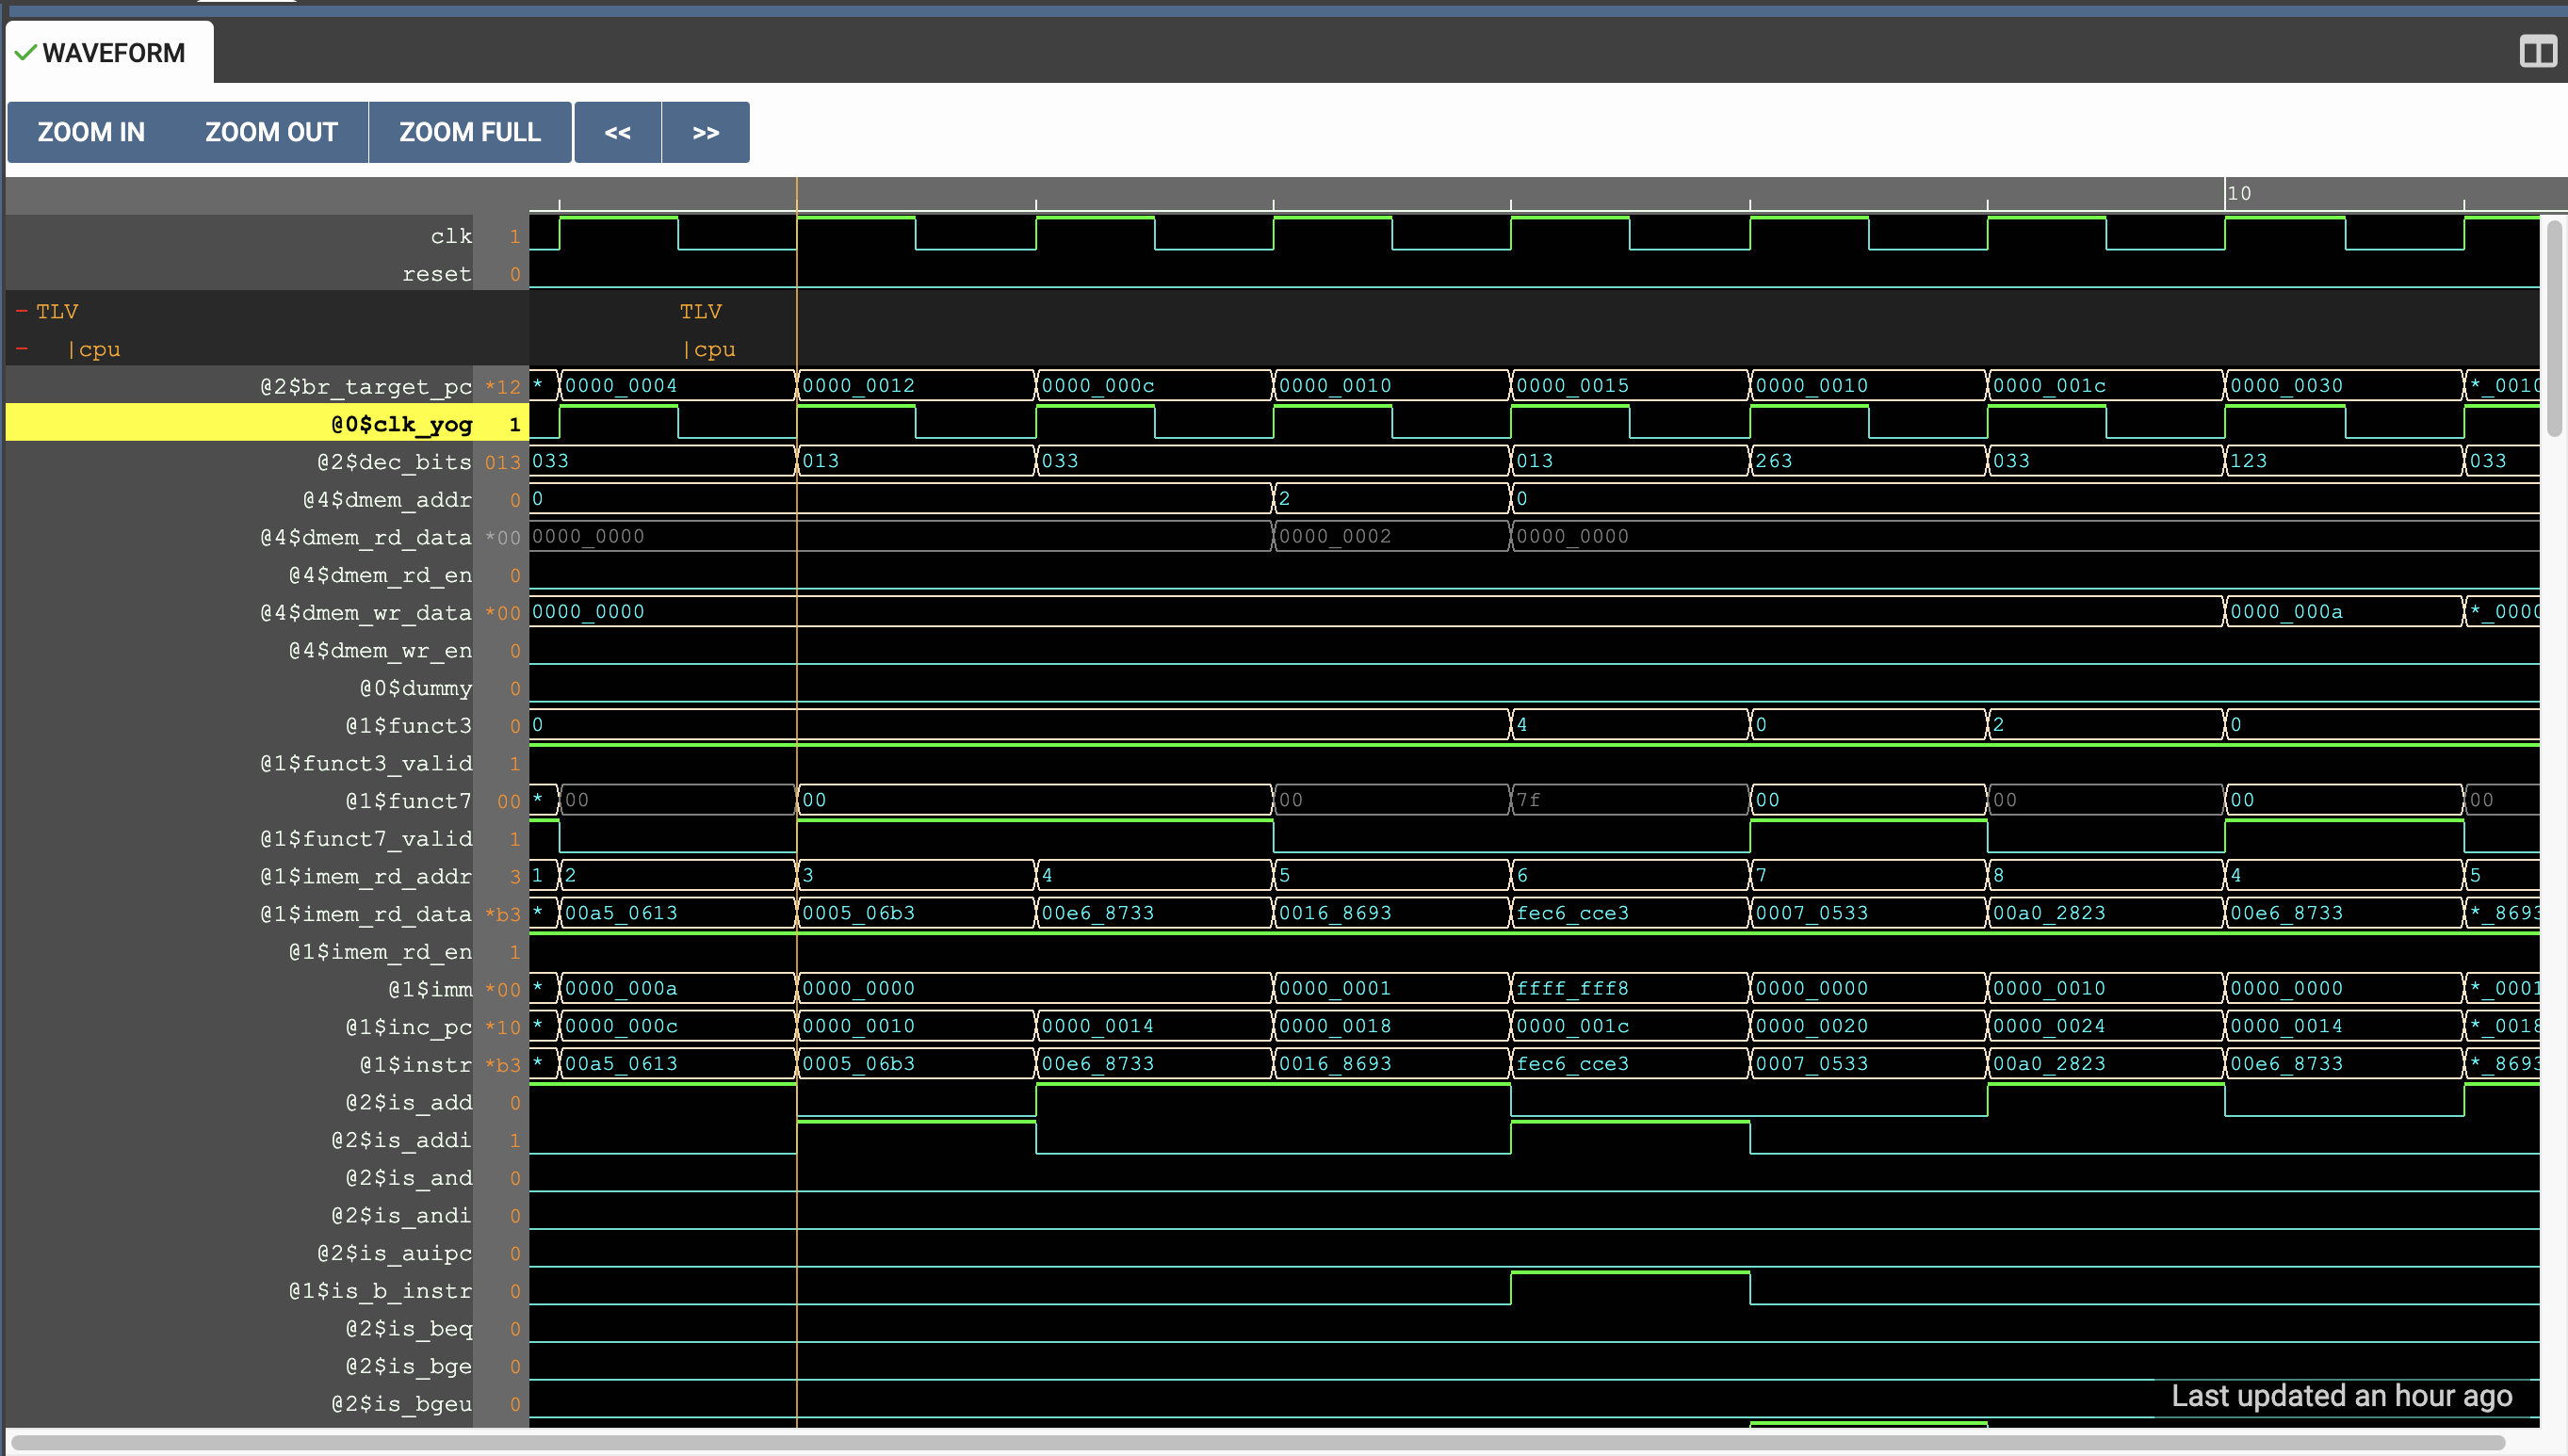 WAVEFORM
ZOOM IN ZOOM OUT ZOOM FULL << >>
10
clk 1
reset 0
− TLV TLV
− |cpu |cpu
@2$br_target_pc *12 * 0000_0004 0000_0012 0000_000c 0000_0010 0000_0015 0000_0010 0000_001c 0000_0030 *_0010
@0$clk_yog 1
@2$dec_bits 013 033 013 033 013 263 033 123 033
@4$dmem_addr 0 0 2 0
@4$dmem_rd_data *00 0000_0000 0000_0002 0000_0000
@4$dmem_rd_en 0
@4$dmem_wr_data *00 0000_0000 0000_000a *_0000
@4$dmem_wr_en 0
@0$dummy 0
@1$funct3 0 0 4 0 2 0
@1$funct3_valid 1
@1$funct7 00 * 00 00 00 7f 00 00 00 00
@1$funct7_valid 1
@1$imem_rd_addr 3 1 2 3 4 5 6 7 8 4 5
@1$imem_rd_data *b3 * 00a5_0613 0005_06b3 00e6_8733 0016_8693 fec6_cce3 0007_0533 00a0_2823 00e6_8733 *_8693
@1$imem_rd_en 1
@1$imm *00 * 0000_000a 0000_0000 0000_0001 ffff_fff8 0000_0000 0000_0010 0000_0000 *_0001
@1$inc_pc *10 * 0000_000c 0000_0010 0000_0014 0000_0018 0000_001c 0000_0020 0000_0024 0000_0014 *_0018
@1$instr *b3 * 00a5_0613 0005_06b3 00e6_8733 0016_8693 fec6_cce3 0007_0533 00a0_2823 00e6_8733 *_8693
@2$is_add 0
@2$is_addi 1
@2$is_and 0
@2$is_andi 0
@2$is_auipc 0
@1$is_b_instr 0
@2$is_beq 0
@2$is_bge 0
@2$is_bgeu 0
Last updated an hour ago